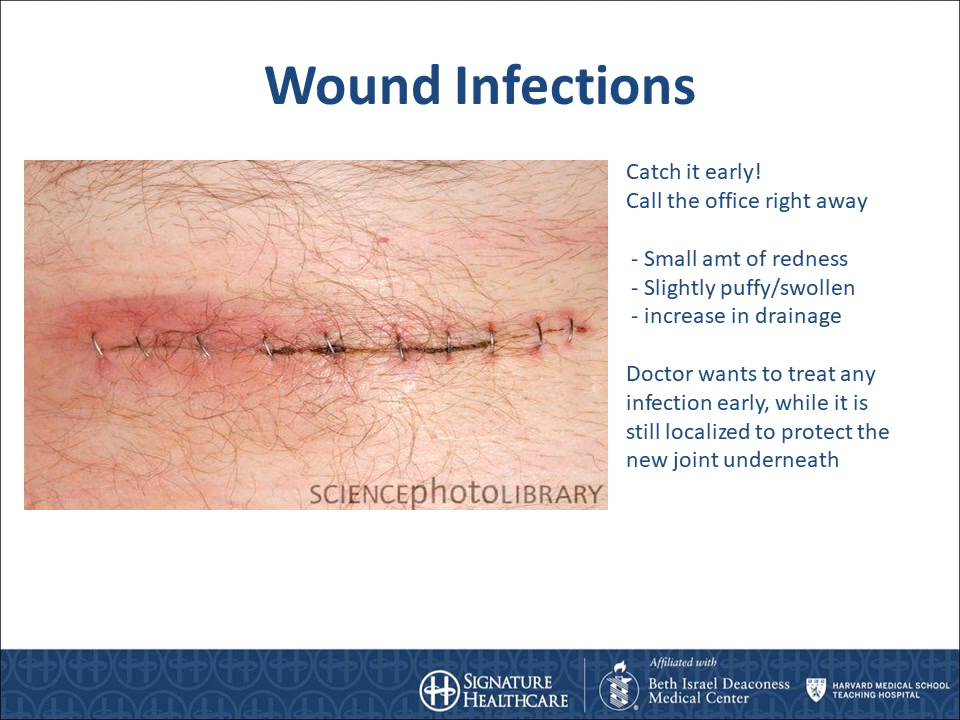 Wound Infections
Catch it early!
Call the office right away
- Small amt of redness
- Slightly puffy/swollen
- increase in drainage
Doctor wants to treat any
infection early, while it is
still localized to protect the
new joint underneath
SCIENCEphotoLIBRARY
SIGNATURE
HEALTHCARE
Affiliated with
Beth Israel Deaconess
Medical Center
HARVARD MEDICAL SCHOOL
TEACHING HOSPITAL